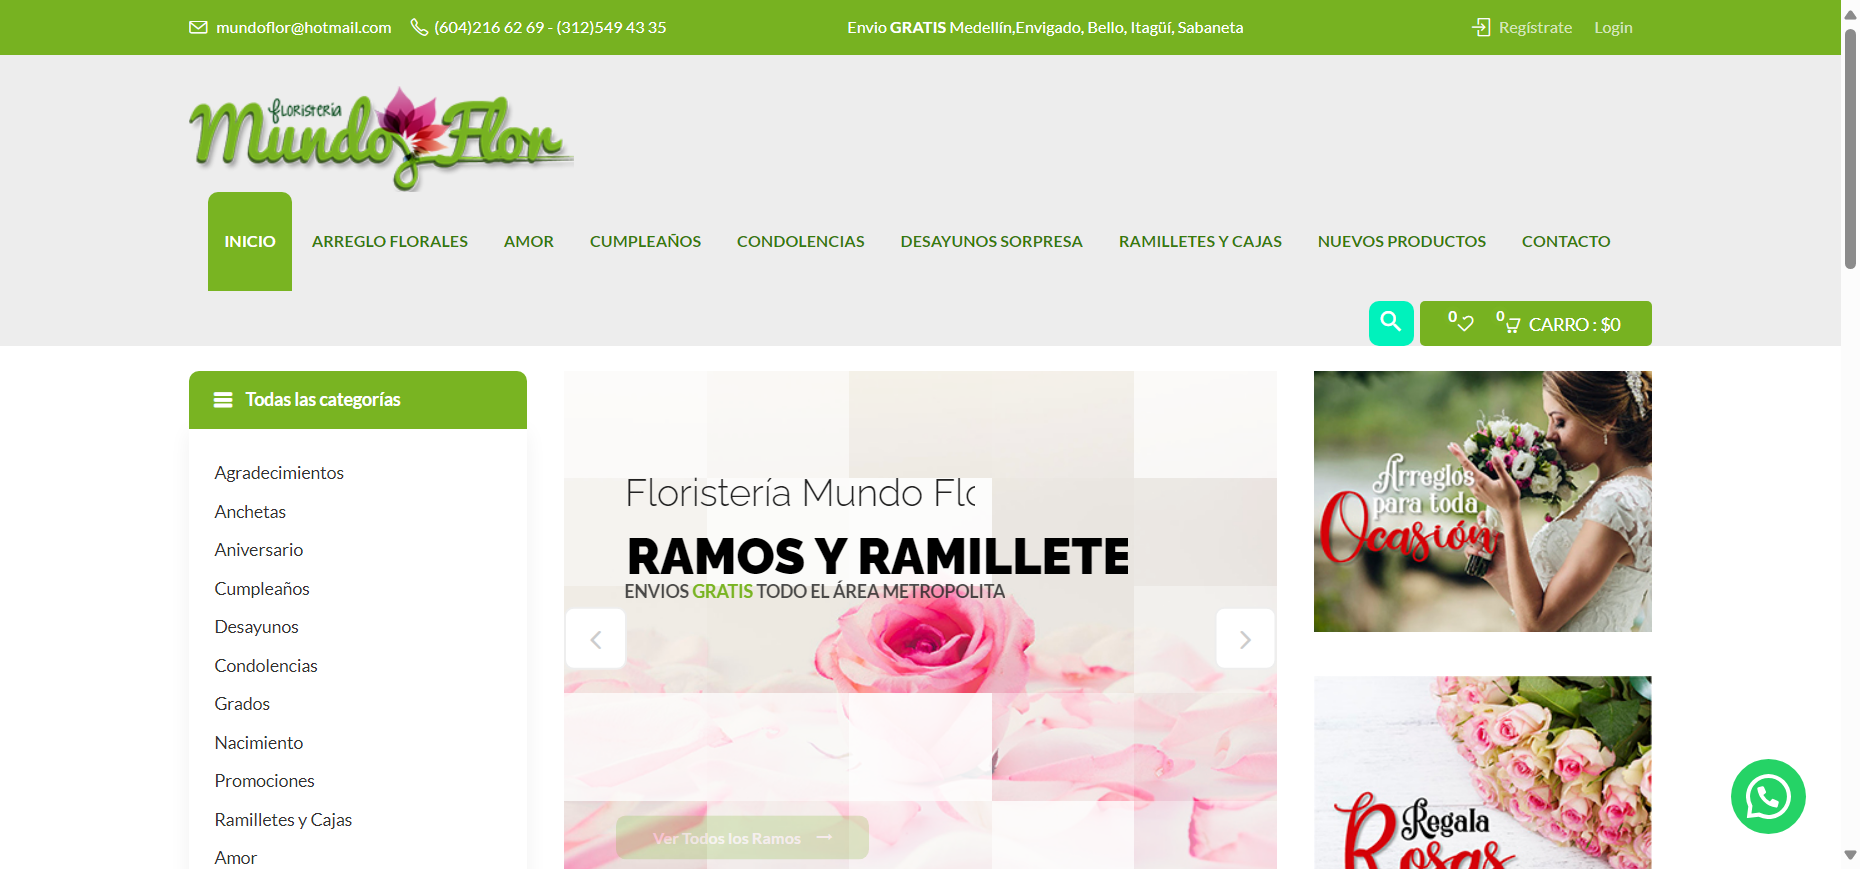 mundoflor@hotmail.com (604)216 62 69 - (312)549 43 35 Envio GRATIS Medellín,Envigado, Bello, Itagüí, Sabaneta Regístrate Login
FLORISTERIA
Mundo Flor
INICIO ARREGLO FLORALES AMOR CUMPLEAÑOS CONDOLENCIAS DESAYUNOS SORPRESA RAMILLETES Y CAJAS NUEVOS PRODUCTOS CONTACTO
0 0 CARRO : $0
Todas las categorías
Agradecimientos
Anchetas
Aniversario
Cumpleaños
Desayunos
Condolencias
Grados
Nacimiento
Promociones
Ramilletes y Cajas
Amor
Floristería Mundo Flo
RAMOS Y RAMILLETE
ENVIOS GRATIS TODO EL ÁREA METROPOLITA
Ver Todos los Ramos
Arreglos
para toda
Ocasión
Regala
Rosas